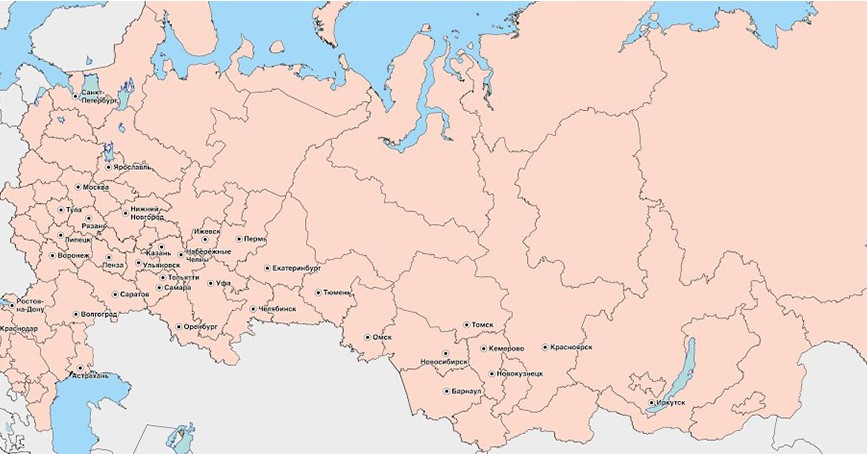 Санкт-
Петербург
Ярославль
Москва
Тула
Рязань
Нижний
Новгород
Липецк
Воронеж
Пенза
Ижевск
Пермь
Казань
Набережные
Челны
Ульяновск
Екатеринбург
Тольятти
Самара
Уфа
Саратов
Тюмень
Ростов-
на-Дону
Челябинск
Волгоград
Краснодар
Оренбург
Томск
Омск
Кемерово
Красноярск
Новосибирск
Астрахань
Новокузнецк
Барнаул
Иркутск